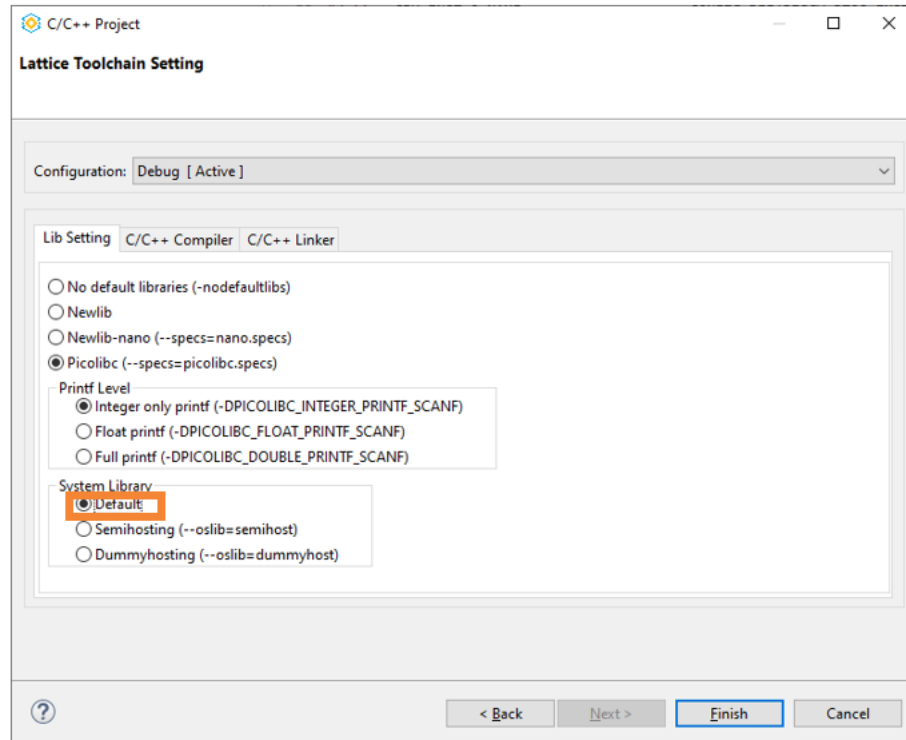 C/C++ Project
Lattice Toolchain Setting
Configuration: Debug [ Active ]
Lib Setting C/C++ Compiler C/C++ Linker
No default libraries (-nodefaultlibs)
Newlib
Newlib-nano (--specs=nano.specs)
Picolibc (--specs=picolibc.specs)
Printf Level
Integer only printf (-DPICOLIBC_INTEGER_PRINTF_SCANF)
Float printf (-DPICOLIBC_FLOAT_PRINTF_SCANF)
Full printf (-DPICOLIBC_DOUBLE_PRINTF_SCANF)
System Library
Default
Semihosting (--oslib=semihost)
Dummyhosting (--oslib=dummyhost)
? < Back Next > Finish Cancel